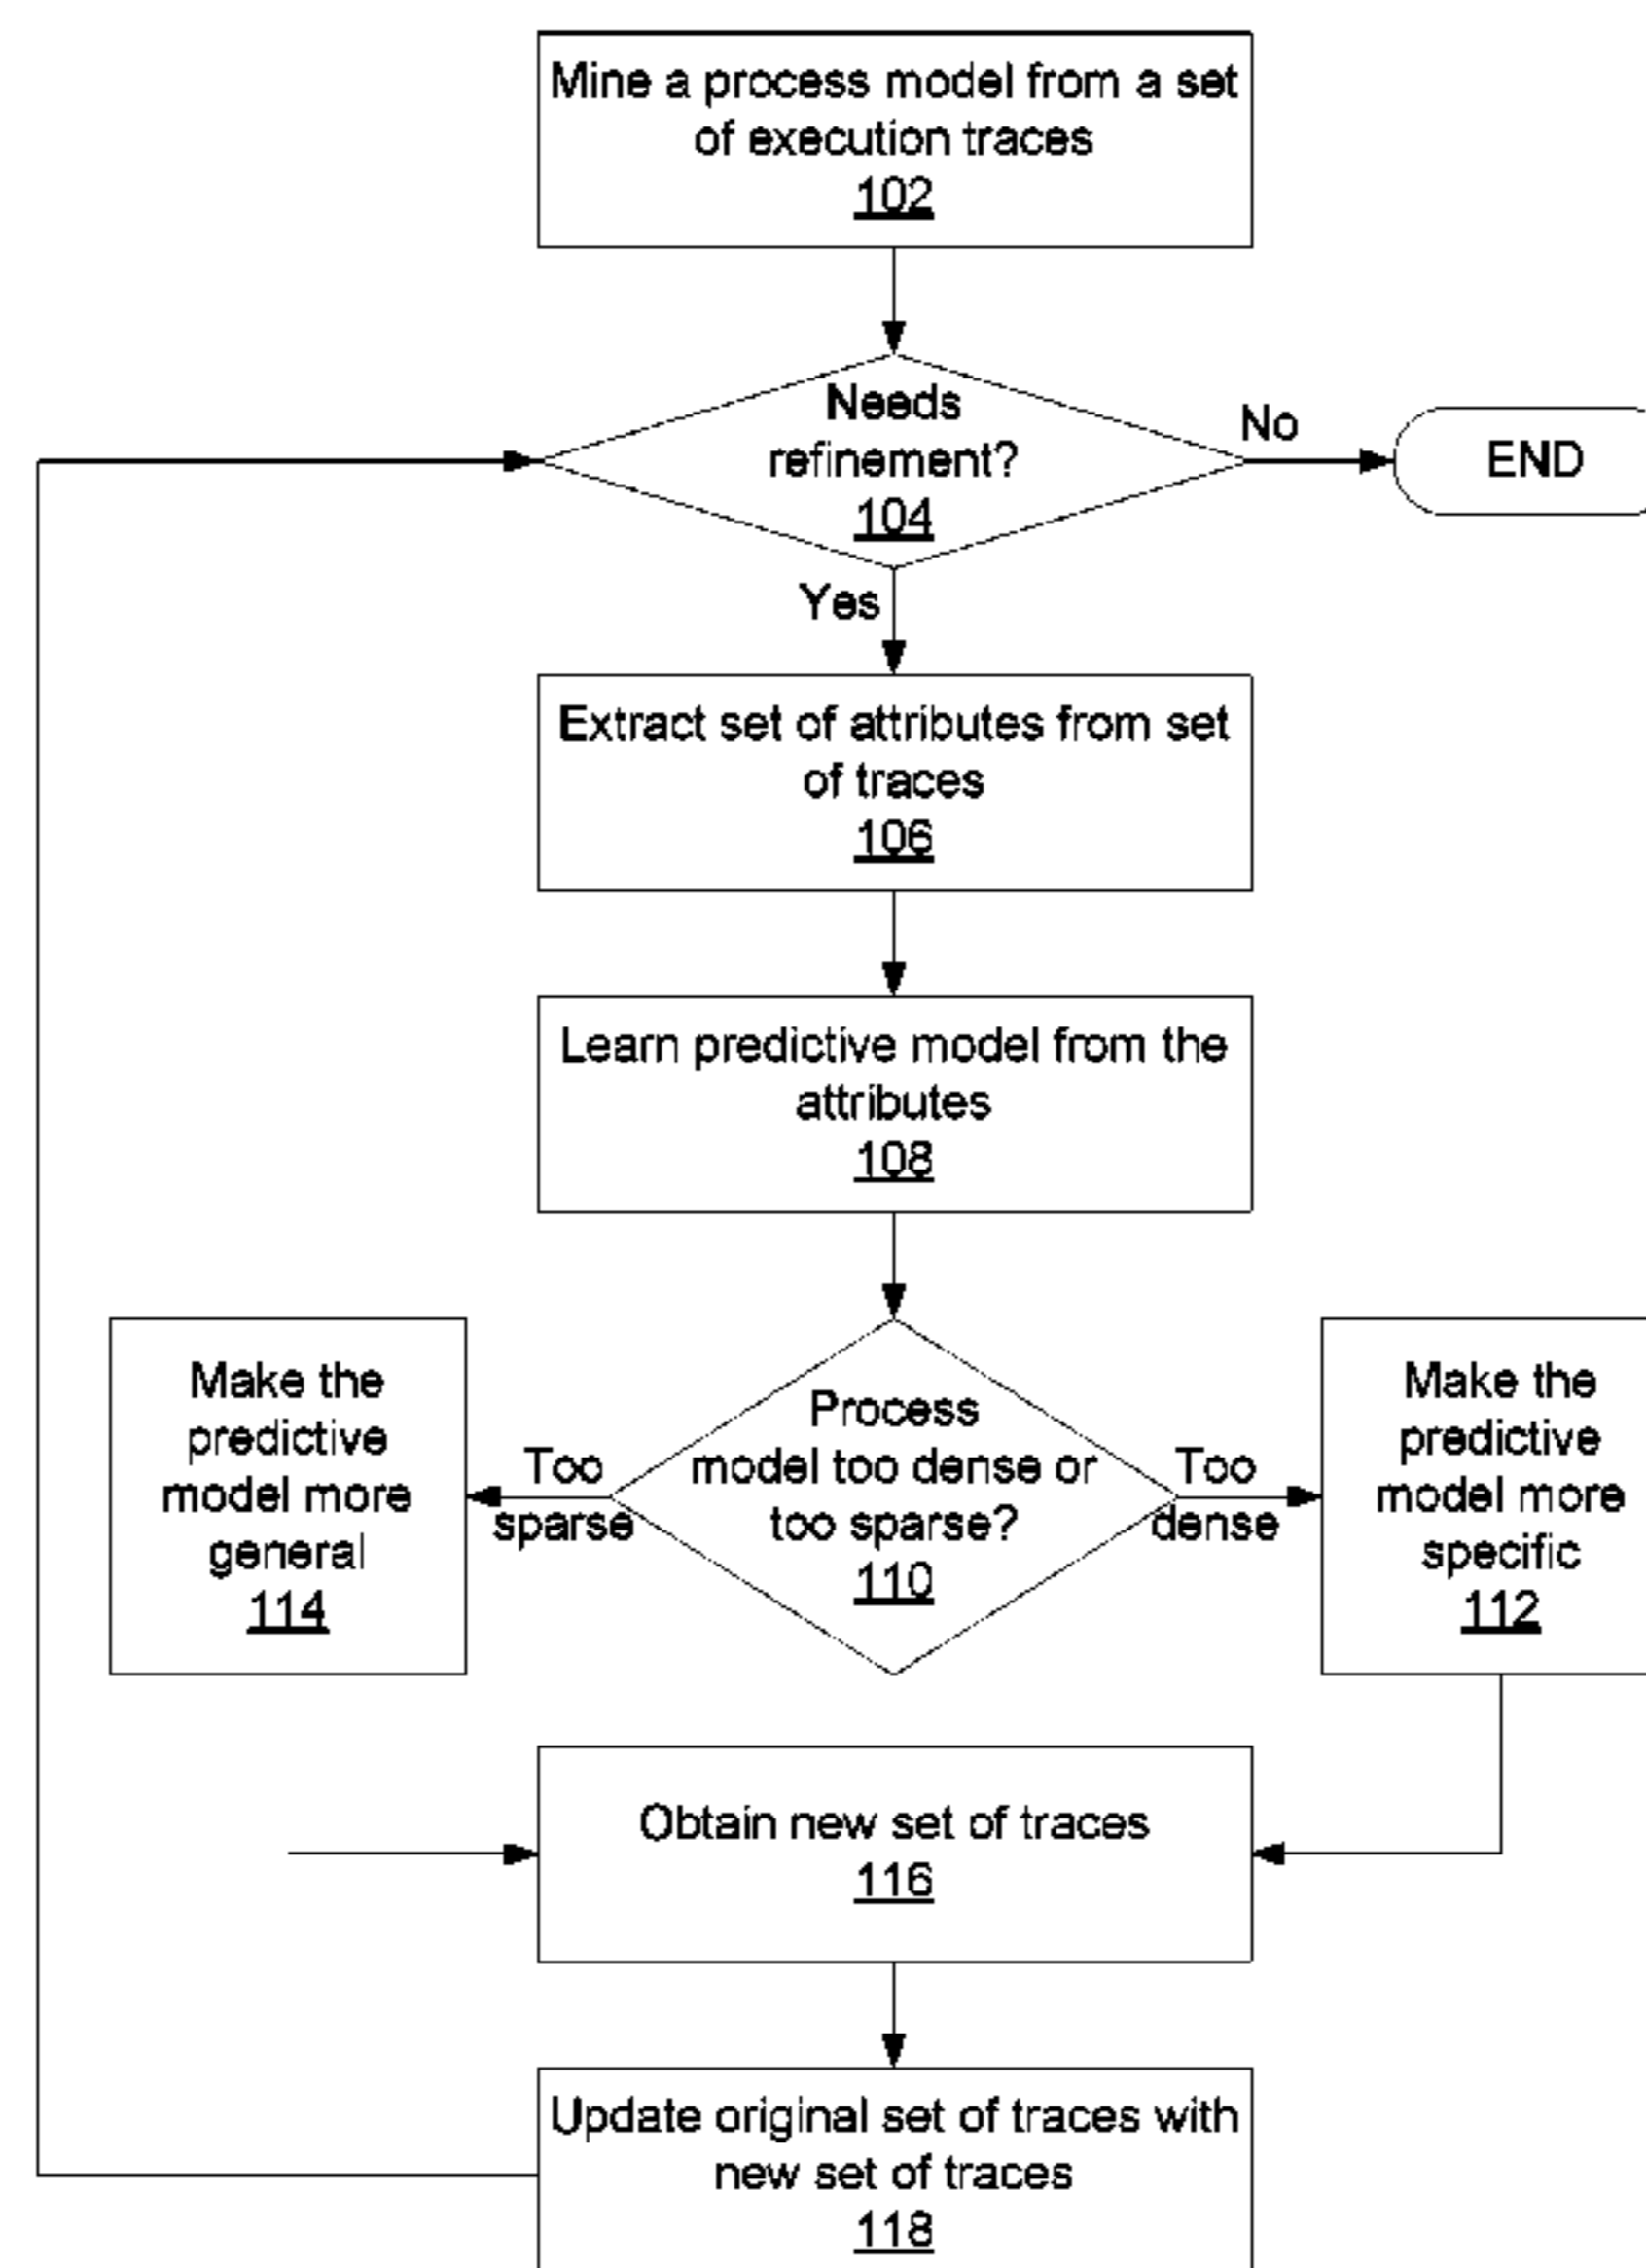 Mine a process model from a set
of execution traces
102
Needs
refinement?
104
No
END
Yes
Extract set of attributes from set
of traces
106
Learn predictive model from the
attributes
108
Make the
predictive
model more
general
114
Too
sparse
Process
model too dense or
too sparse?
110
Too
dense
Make the
predictive
model more
specific
112
Obtain new set of traces
116
Update original set of traces with
new set of traces
118